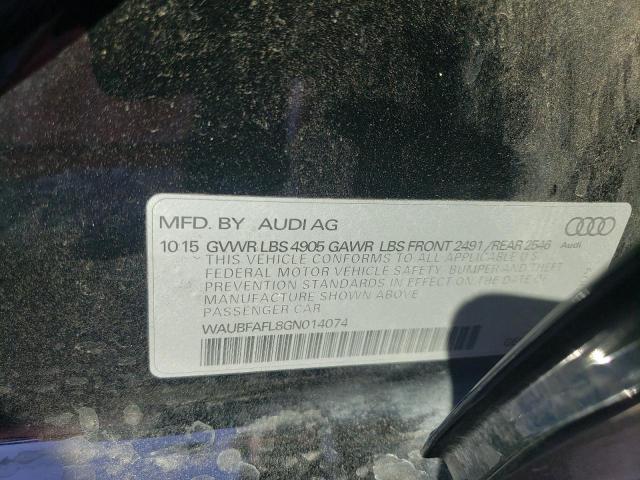 MFD. BY AUDI AG
10 15 GVWR LBS 4905 GAWR LBS FRONT 2491 / REAR 2546
Audi
THIS VEHICLE CONFORMS TO ALL APPLICABLE U S
FEDERAL MOTOR VEHICLE SAFETY, BUMPER AND THEFT
PREVENTION STANDARDS IN EFFECT ON THE DATE OF
MANUFACTURE SHOWN ABOVE
PASSENGER CAR
WAUBFAFL8GN014074